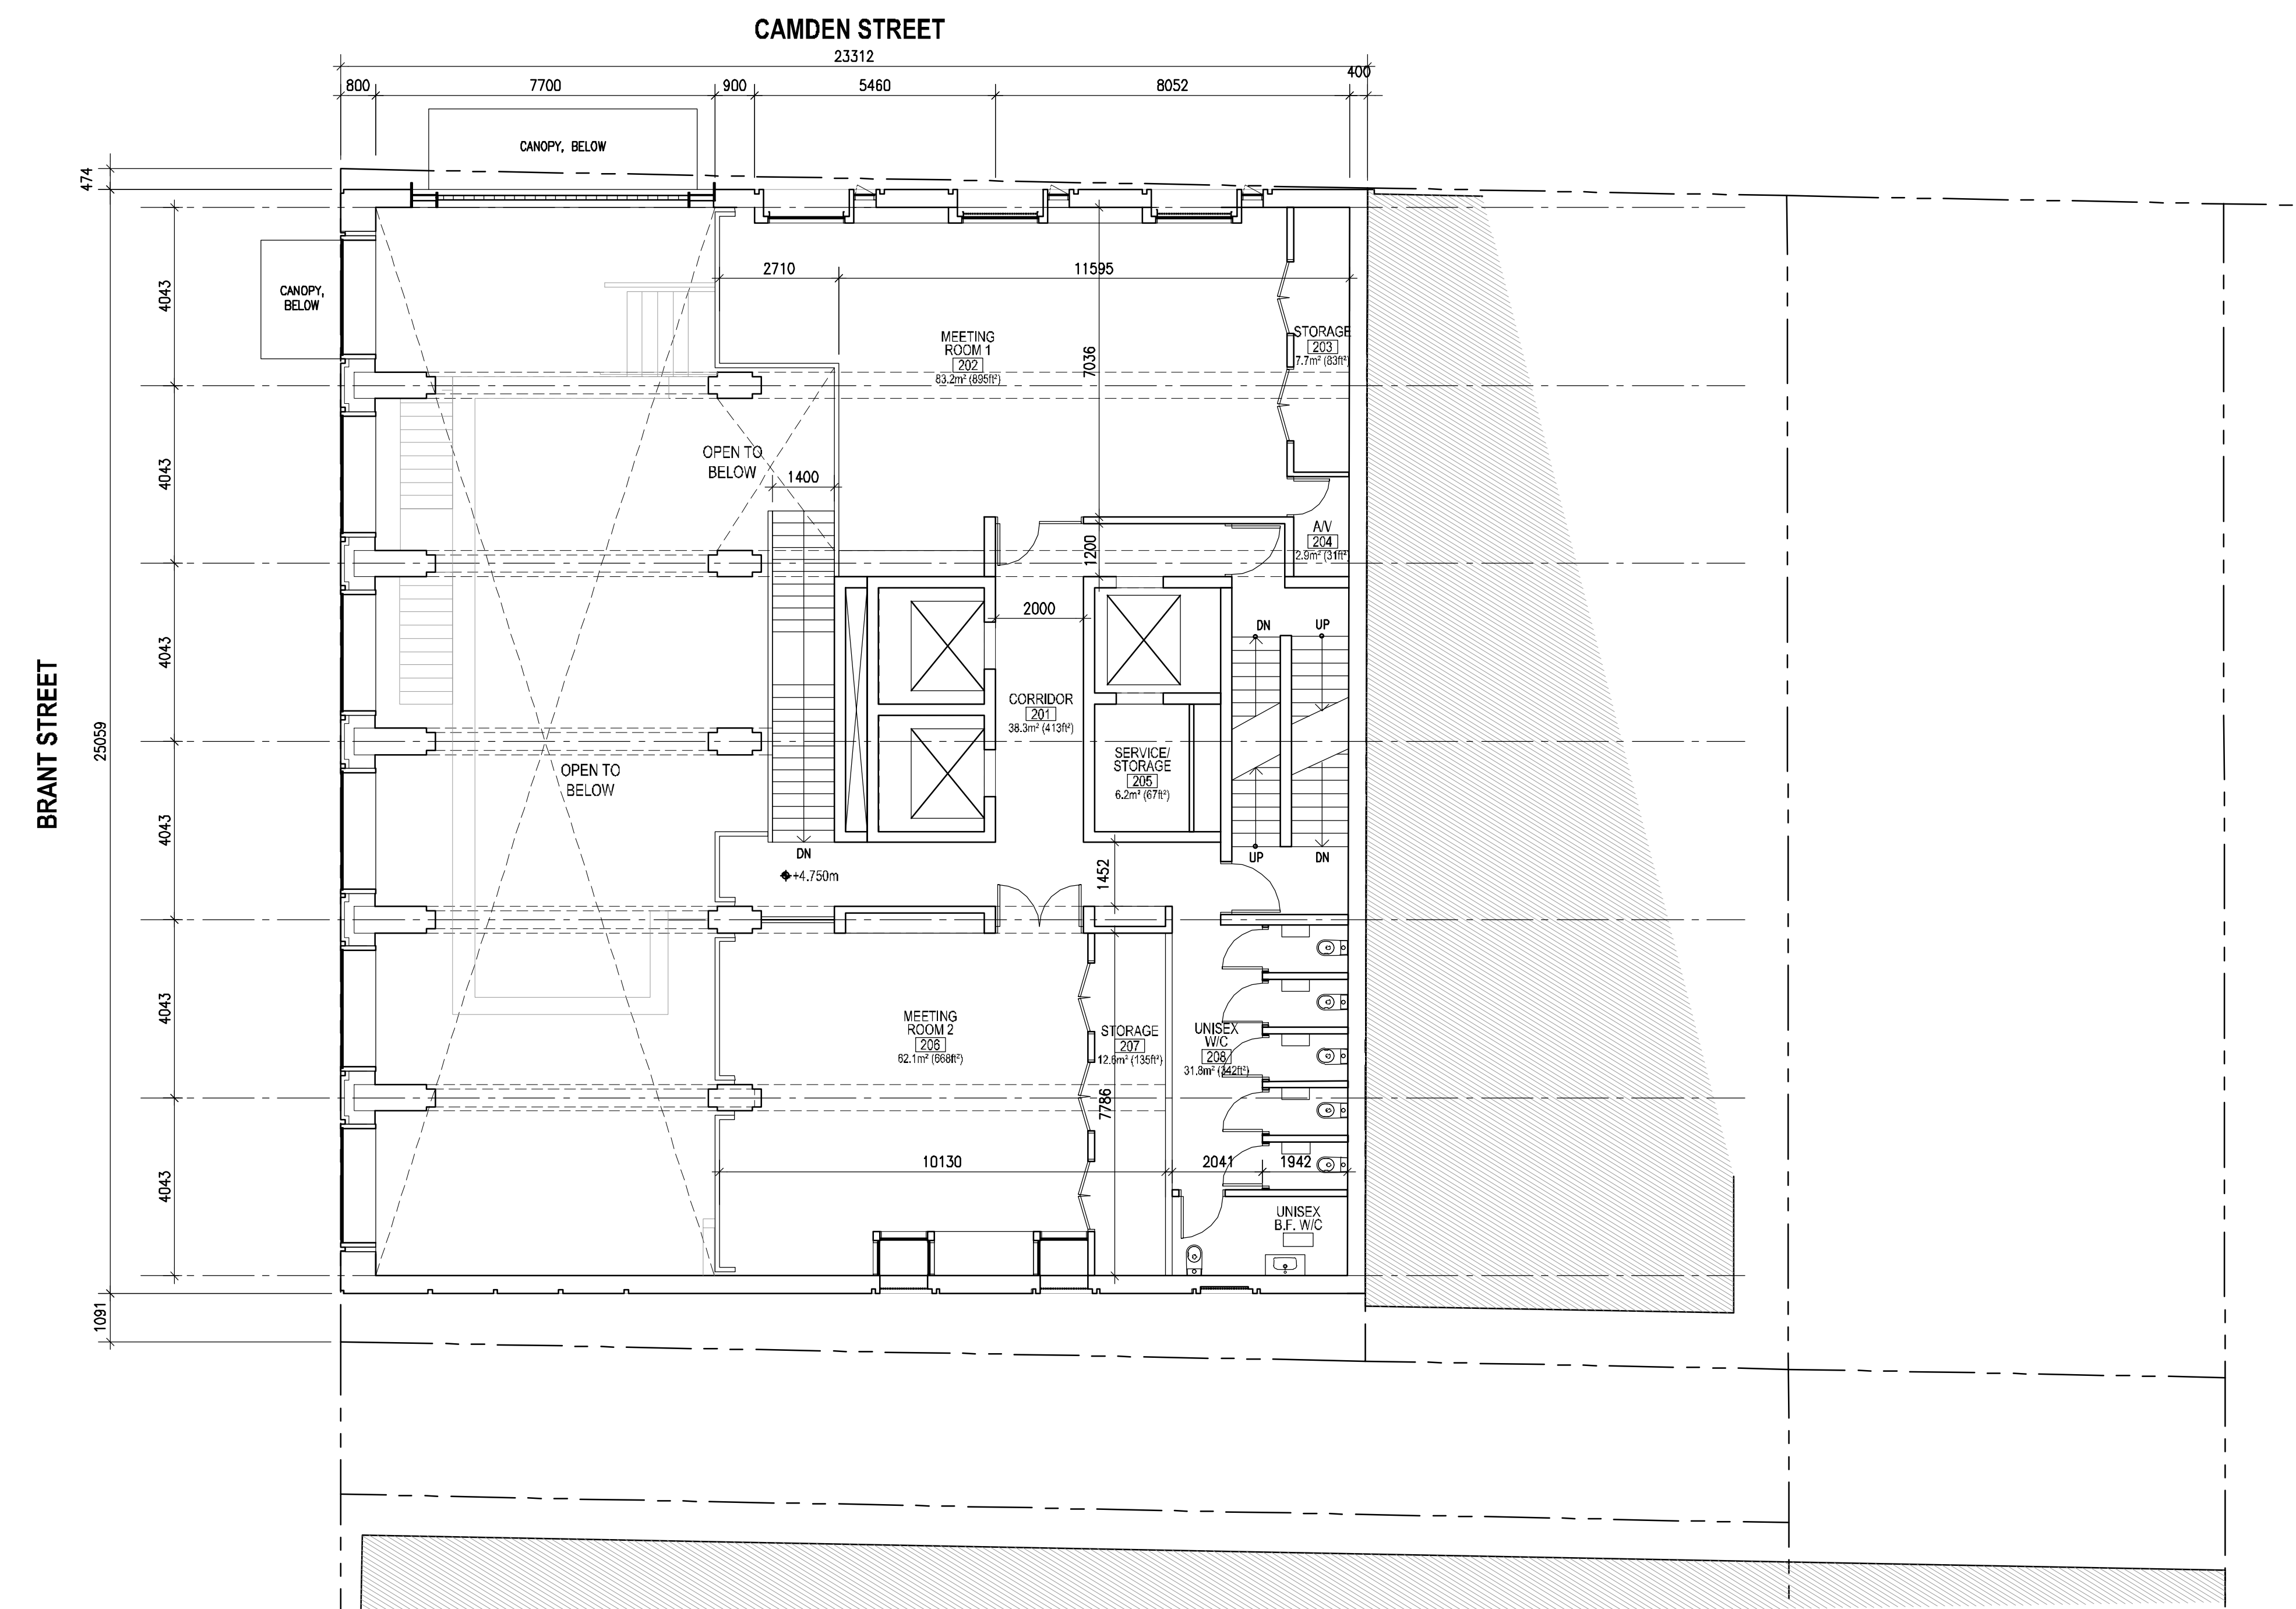 CAMDEN STREET
23312
800
7700
900
5460
8052
400
CANOPY, BELOW
474
CANOPY,
BELOW
4043
4043
4043
4043
4043
4043
25059
1091
BRANT STREET
2710
11595
MEETING
ROOM 1
202
83.2m² (895ft²)
7036
STORAGE
203
7.7m² (83ft²)
OPEN TO
BELOW
1400
A/V
204
2.9m² (31ft²)
1200
2000
DN
UP
CORRIDOR
201
38.3m² (413ft²)
SERVICE/
STORAGE
205
6.2m² (67ft²)
OPEN TO
BELOW
DN
+4.750m
UP
DN
1452
MEETING
ROOM 2
206
62.1m² (668ft²)
STORAGE
207
12.6m² (135ft²)
UNISEX
W/C
208
31.8m² (342ft²)
7786
10130
2041
1942
UNISEX
B.F. W/C